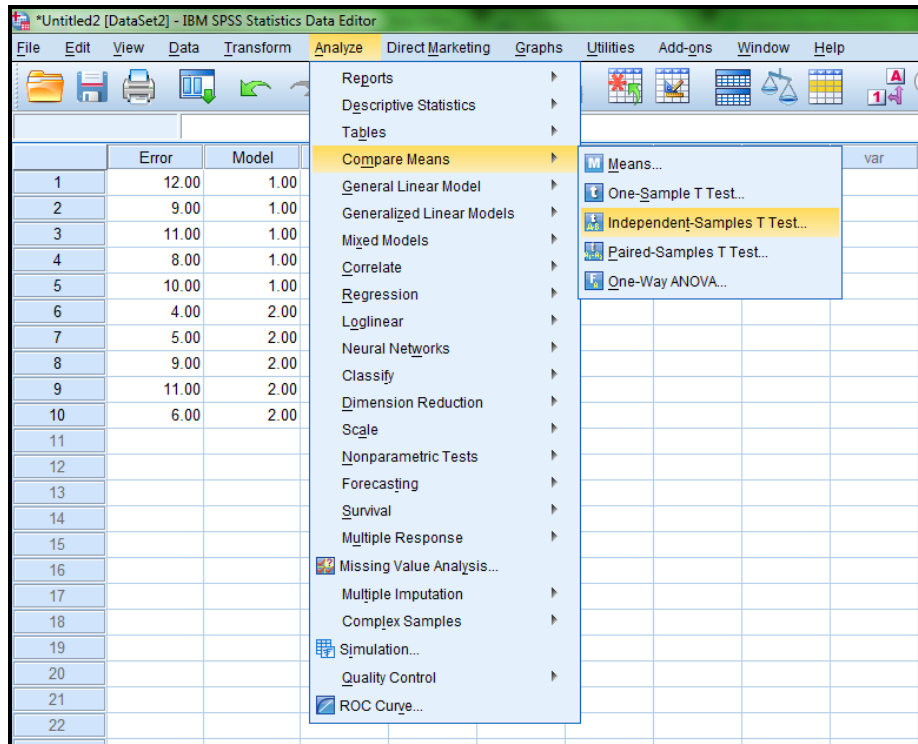 *Untitled2 [DataSet2] - IBM SPSS Statistics Data Editor
File Edit View Data Transform Analyze Direct Marketing Graphs Utilities Add-ons Window Help
A
1
Reports
Descriptive Statistics
Tables
Compare Means
General Linear Model
Generalized Linear Models
Mixed Models
Correlate
Regression
Loglinear
Neural Networks
Classify
Dimension Reduction
Scale
Nonparametric Tests
Forecasting
Survival
Multiple Response
Missing Value Analysis...
Multiple Imputation
Complex Samples
Simulation...
Quality Control
ROC Curve...
M Means...
t One-Sample T Test...
Independent-Samples T Test...
Paired-Samples T Test...
One-Way ANOVA...
Error Model var
1 12.00 1.00
2 9.00 1.00
3 11.00 1.00
4 8.00 1.00
5 10.00 1.00
6 4.00 2.00
7 5.00 2.00
8 9.00 2.00
9 11.00 2.00
10 6.00 2.00
11
12
13
14
15
16
17
18
19
20
21
22